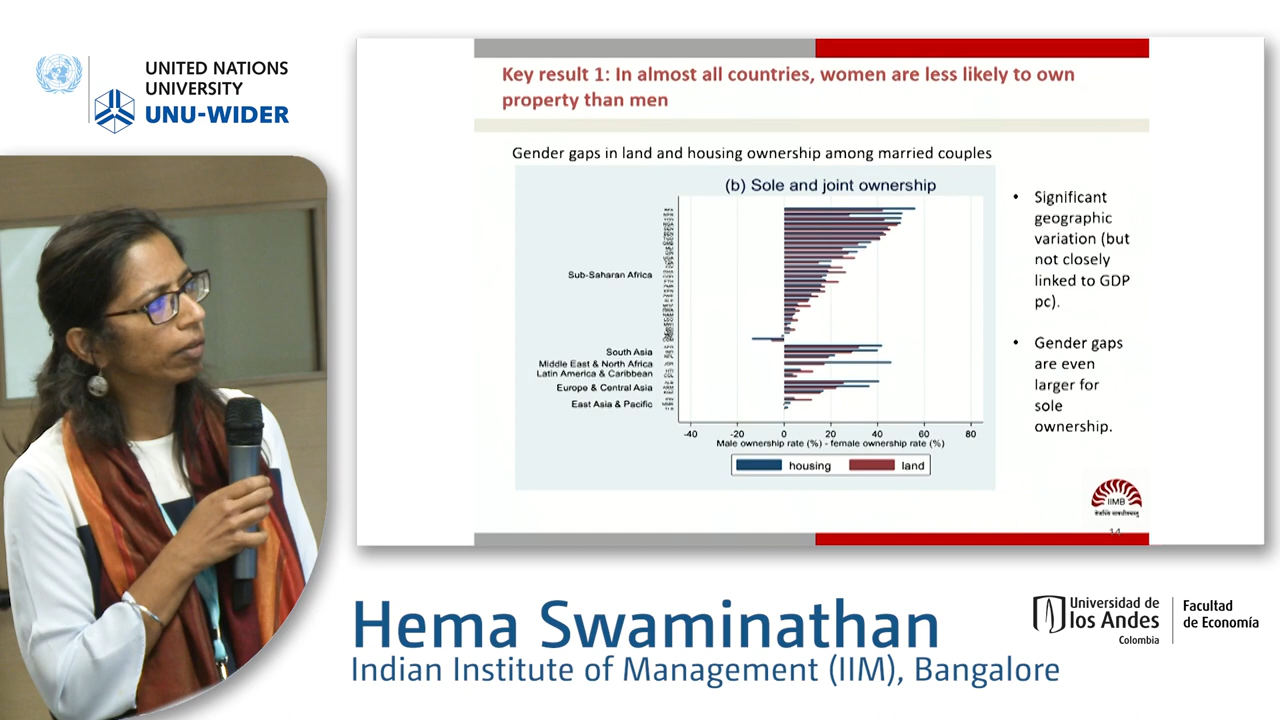 UNITED NATIONS
UNIVERSITY
UNU-WIDER
Key result 1: In almost all countries, women are less likely to own
property than men
Gender gaps in land and housing ownership among married couples
(b) Sole and joint ownership
Sub-Saharan Africa
South Asia
Middle East & North Africa
Latin America & Caribbean
Europe & Central Asia
East Asia & Pacific
-40 -20 0 20 40 60 80
Male ownership rate (%) - female ownership rate (%)
housing land
• Significant
geographic
variation (but
not closely
linked to GDP
pc).
• Gender gaps
are even
larger for
sole
ownership.
IIMB
14
Hema Swaminathan
Indian Institute of Management (IIM), Bangalore
Universidad de
los Andes
Colombia
Facultad
de Economía